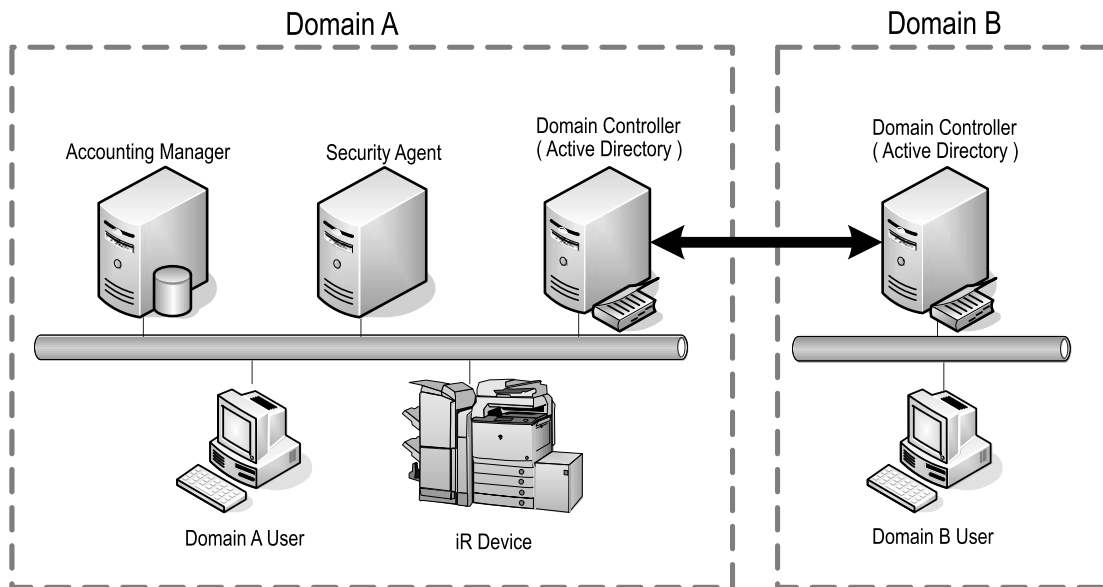 Domain A
Domain B
Accounting Manager
Security Agent
Domain Controller
( Active Directory )
Domain Controller
( Active Directory )
Domain A User
iR Device
Domain B User